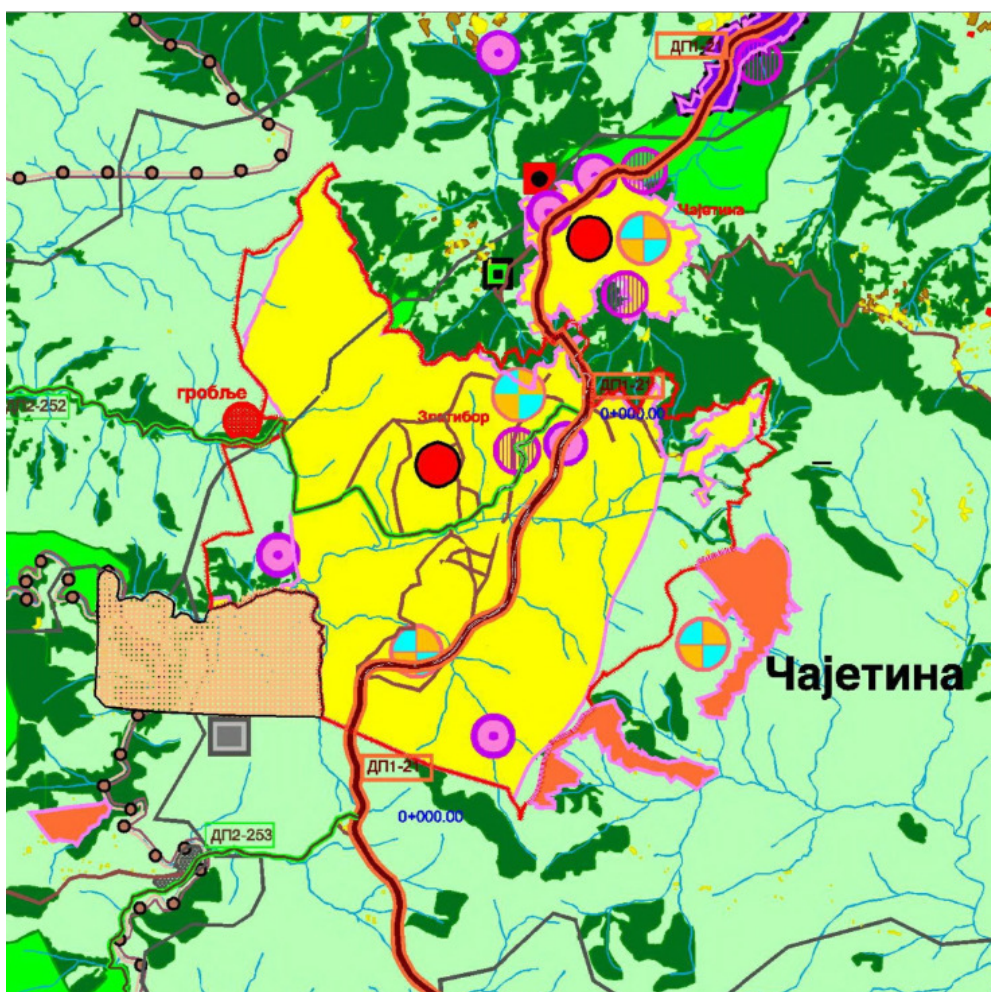 ДП1-21
Чајетина
ДП1-21
0+000.00
гробље
ДП2-252
Златибор
Чајетина
ДП1-21
0+000.00
ДП2-253